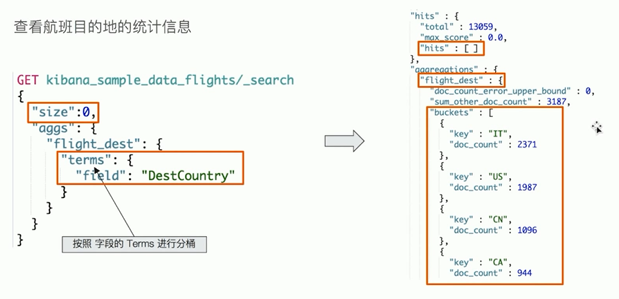 查看航班目的地的统计信息
GET kibana_sample_data_flights/_search
{
"size":0,
"aggs": {
"flight_dest": {
"terms": {
"field": "DestCountry"
}
}
}
}
按照 字段的 Terms 进行分桶
"hits" : {
"total" : 13059,
"max_score" : 0.0,
"hits" : [ ]
},
"aggregations" : {
"flight_dest" : {
"doc_count_error_upper_bound" : 0,
"sum_other_doc_count" : 3187,
"buckets" : [
{
"key" : "IT",
"doc_count" : 2371
},
{
"key" : "US",
"doc_count" : 1987
},
{
"key" : "CN",
"doc_count" : 1096
},
{
"key" : "CA",
"doc_count" : 944